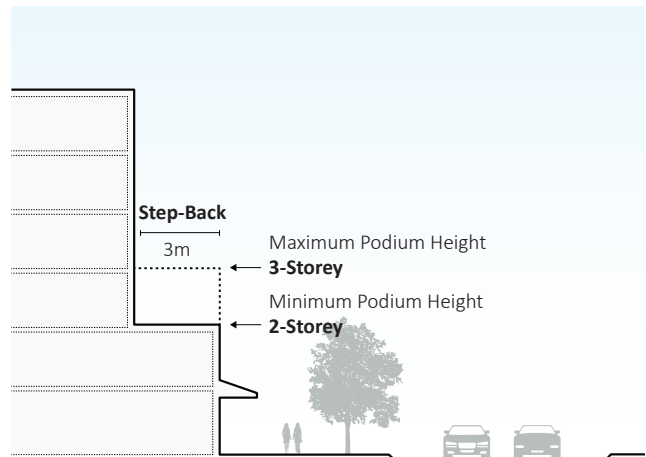 Step-Back
3m
Maximum Podium Height
3-Storey
Minimum Podium Height
2-Storey